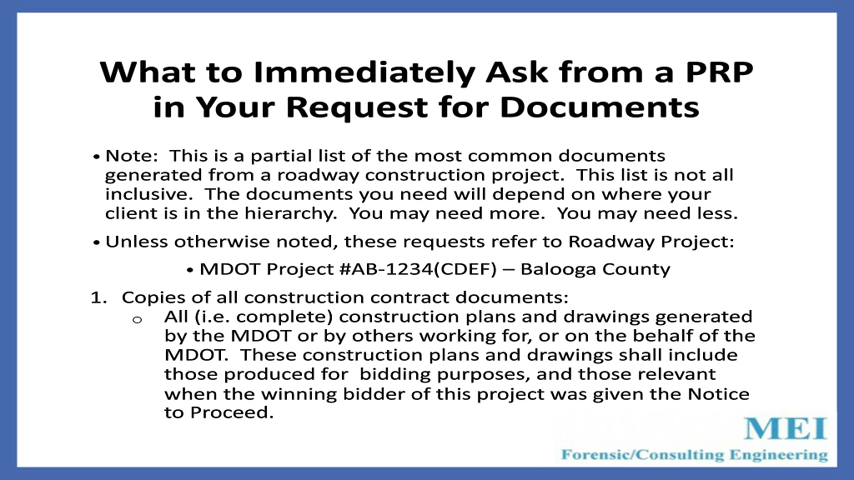 What to Immediately Ask from a PRP
in Your Request for Documents
• Note: This is a partial list of the most common documents
generated from a roadway construction project. This list is not all
inclusive. The documents you need will depend on where your
client is in the hierarchy. You may need more. You may need less.
• Unless otherwise noted, these requests refer to Roadway Project:
• MDOT Project #AB-1234(CDEF) – Balooga County
1. Copies of all construction contract documents:
o All (i.e. complete) construction plans and drawings generated
by the MDOT or by others working for, or on the behalf of the
MDOT. These construction plans and drawings shall include
those produced for bidding purposes, and those relevant
when the winning bidder of this project was given the Notice
to Proceed.
MEI
Forensic/Consulting Engineering